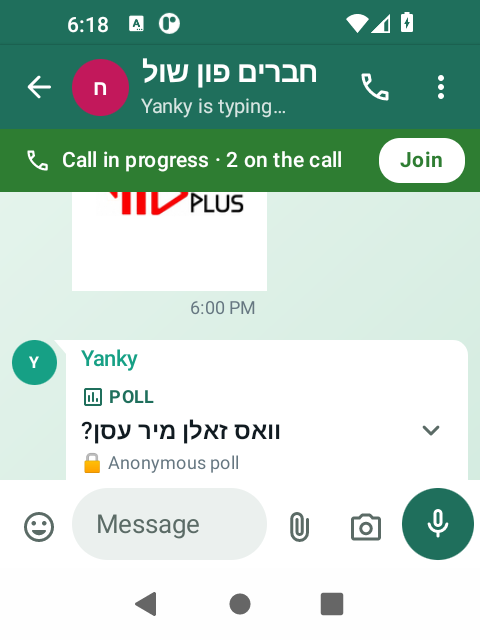 6:18
חברים פון שול
ח
Yanky is typing...
Call in progress · 2 on the call
Join
PLUS
6:00 PM
Y
Yanky
POLL
וואס זאלן מיר עסן?
Anonymous poll
Message